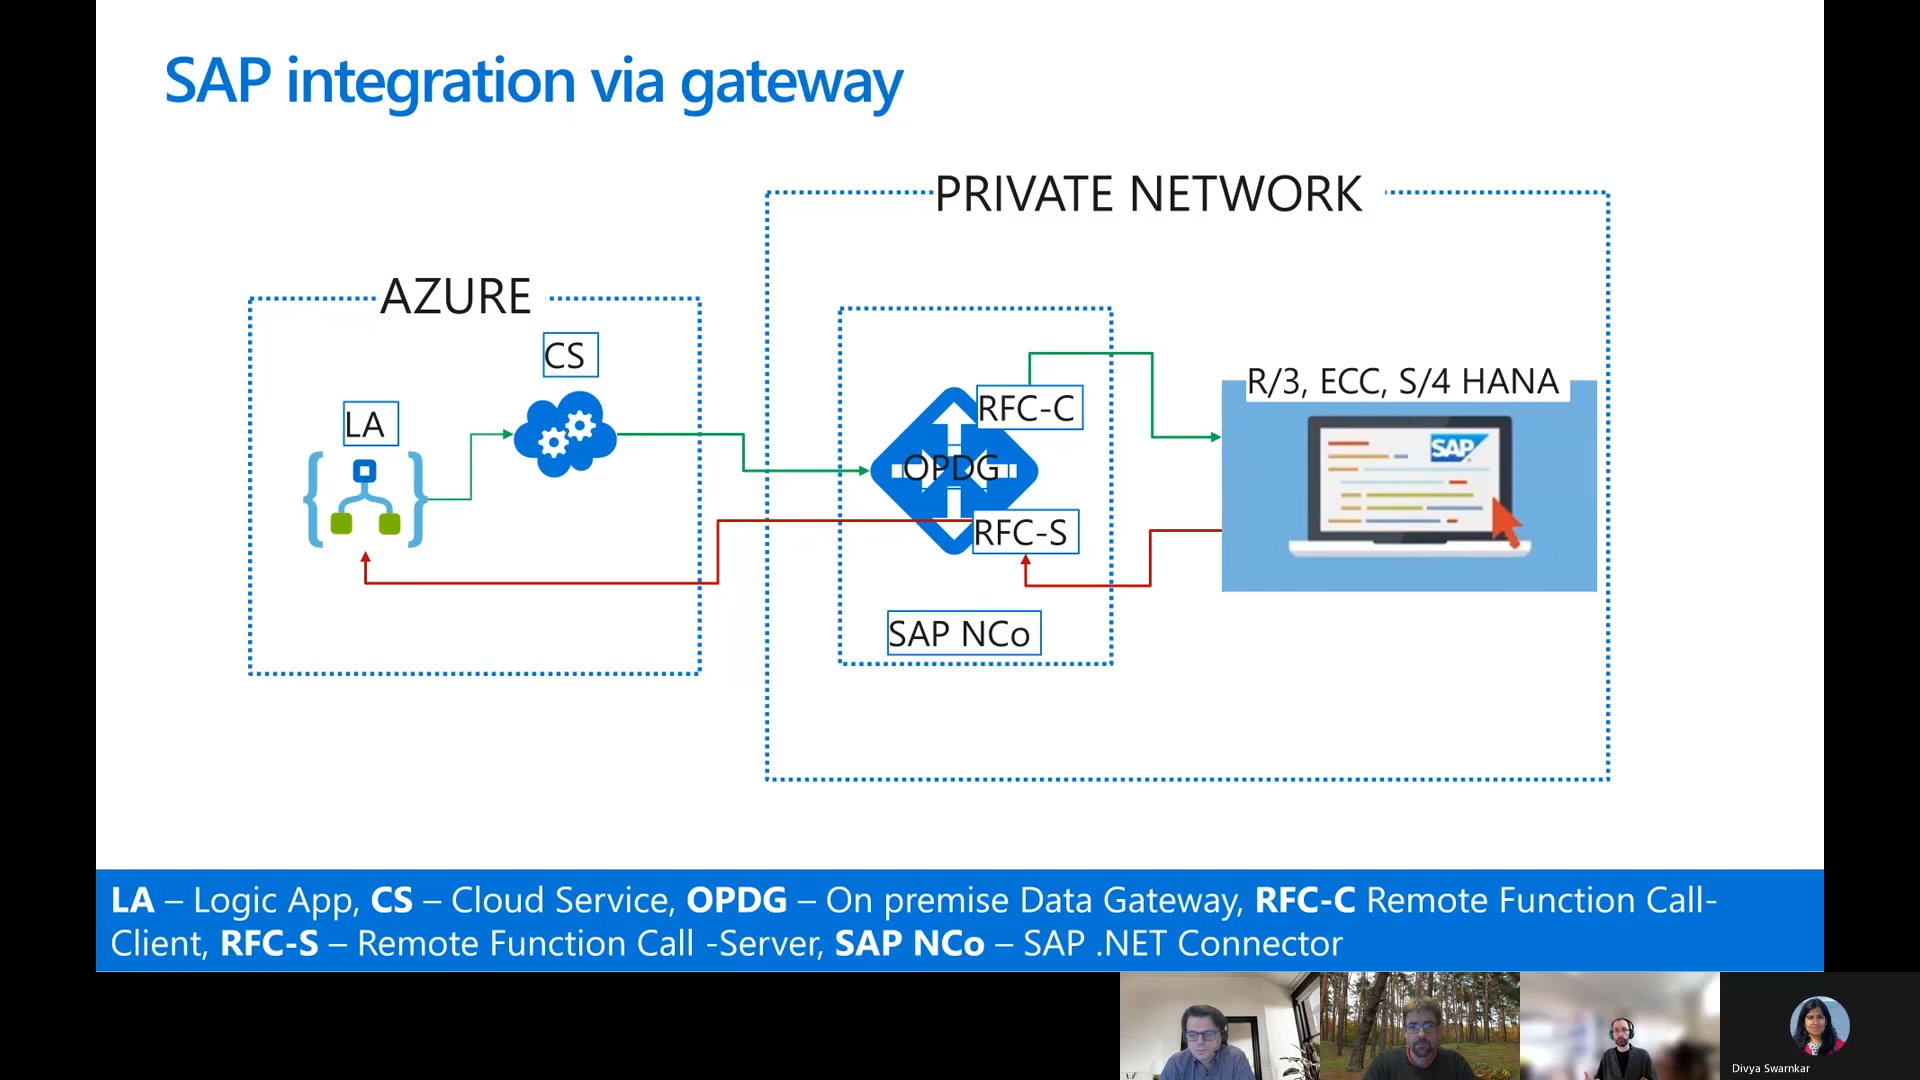 SAP integration via gateway
PRIVATE NETWORK
AZURE
CS
LA
RFC-C
OPDG
RFC-S
SAP NCo
R/3, ECC, S/4 HANA
SAP
LA – Logic App, CS – Cloud Service, OPDG – On premise Data Gateway, RFC-C Remote Function Call-
Client, RFC-S – Remote Function Call -Server, SAP NCo – SAP .NET Connector
Divya Swarnkar